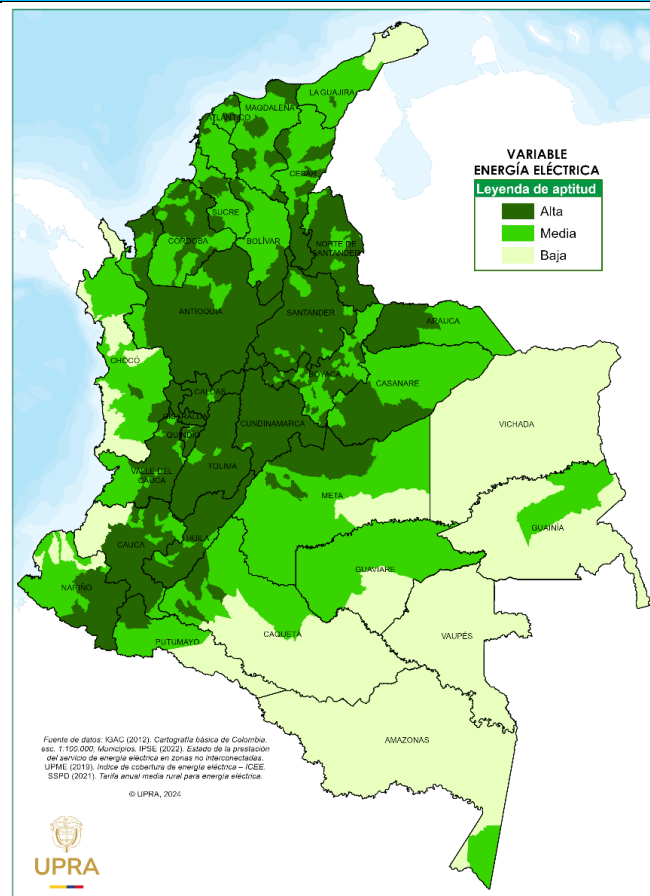 VARIABLE
ENERGÍA ELÉCTRICA
Leyenda de aptitud
Alta
Media
Baja
LA GUAJIRA
MAGDALENA
ATLÁNTICO
CESAR
SUCRE
CÓRDOBA
BOLÍVAR
NORTE DE
SANTANDER
ANTIOQUIA
SANTANDER
ARAUCA
CHOCÓ
BOYACÁ
CASANARE
CALDAS
RISARALDA
CUNDINAMARCA
VICHADA
QUINDÍO
TOLIMA
VALLE DEL
CAUCA
META
GUAINÍA
CAUCA
HUILA
GUAVIARE
NARIÑO
CAQUETÁ
VAUPÉS
PUTUMAYO
AMAZONAS
Fuente de datos: IGAC (2012). Cartografía básica de Colombia,
esc. 1:100.000; Municipios. IPSE (2022). Estado de la prestación
del servicio de energía eléctrica en zonas no interconectadas.
UPME (2019). Índice de cobertura de energía eléctrica – ICEE.
SSPD (2021). Tarifa anual media rural para energía eléctrica.
© UPRA, 2024
UPRA